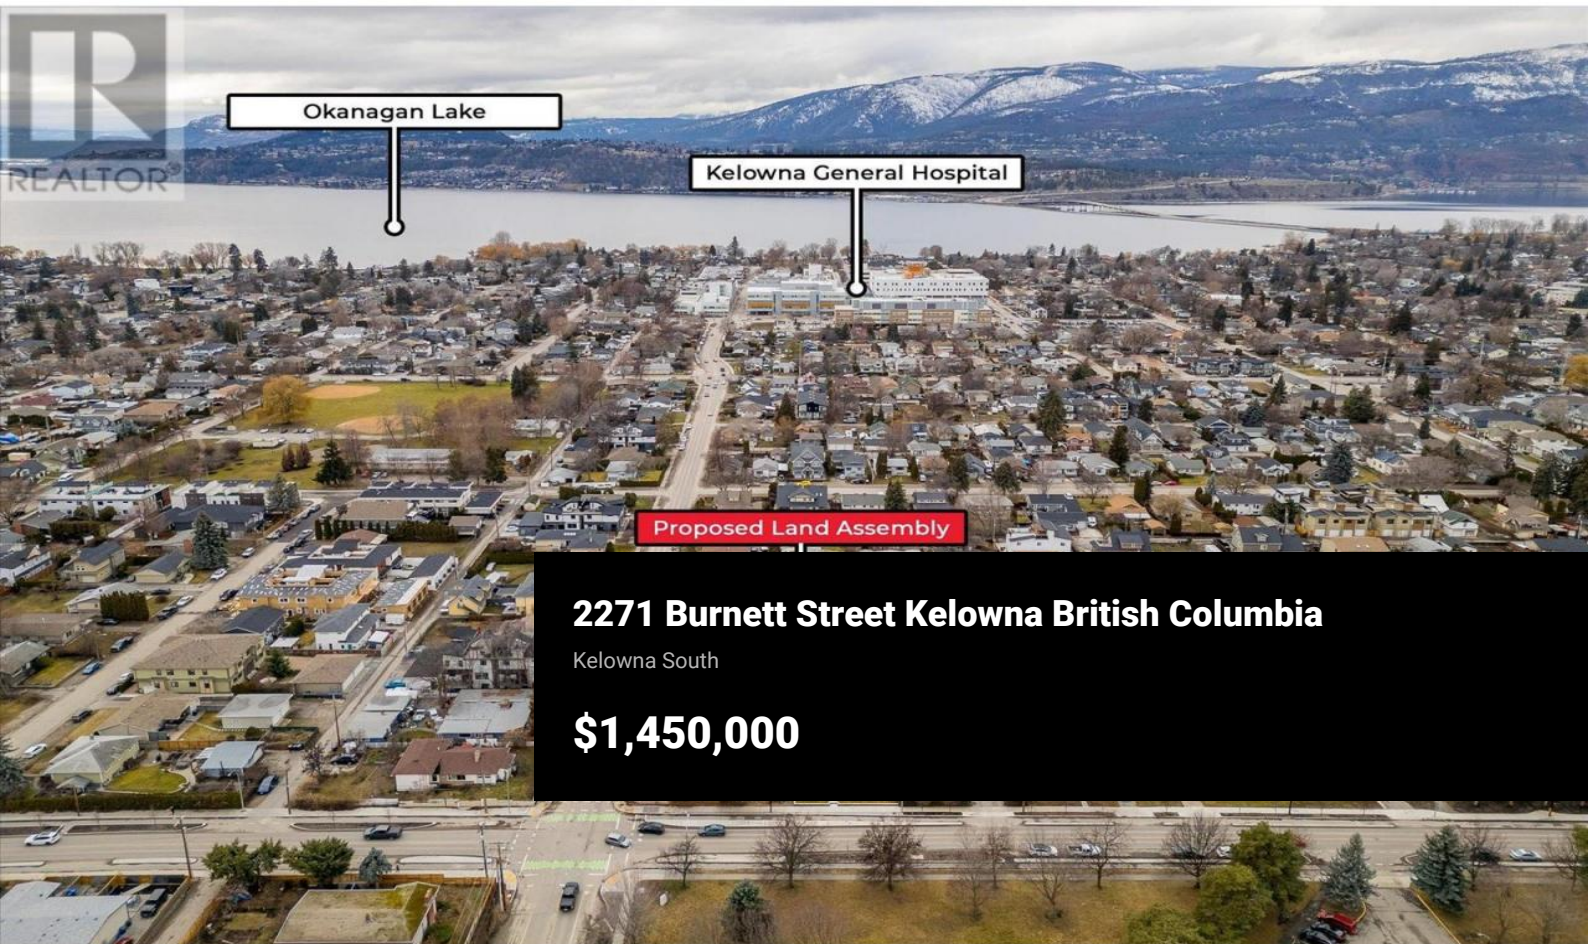 REALTOR®
Okanagan Lake
Kelowna General Hospital
Proposed Land Assembly
2271 Burnett Street Kelowna British Columbia
Kelowna South
$1,450,000